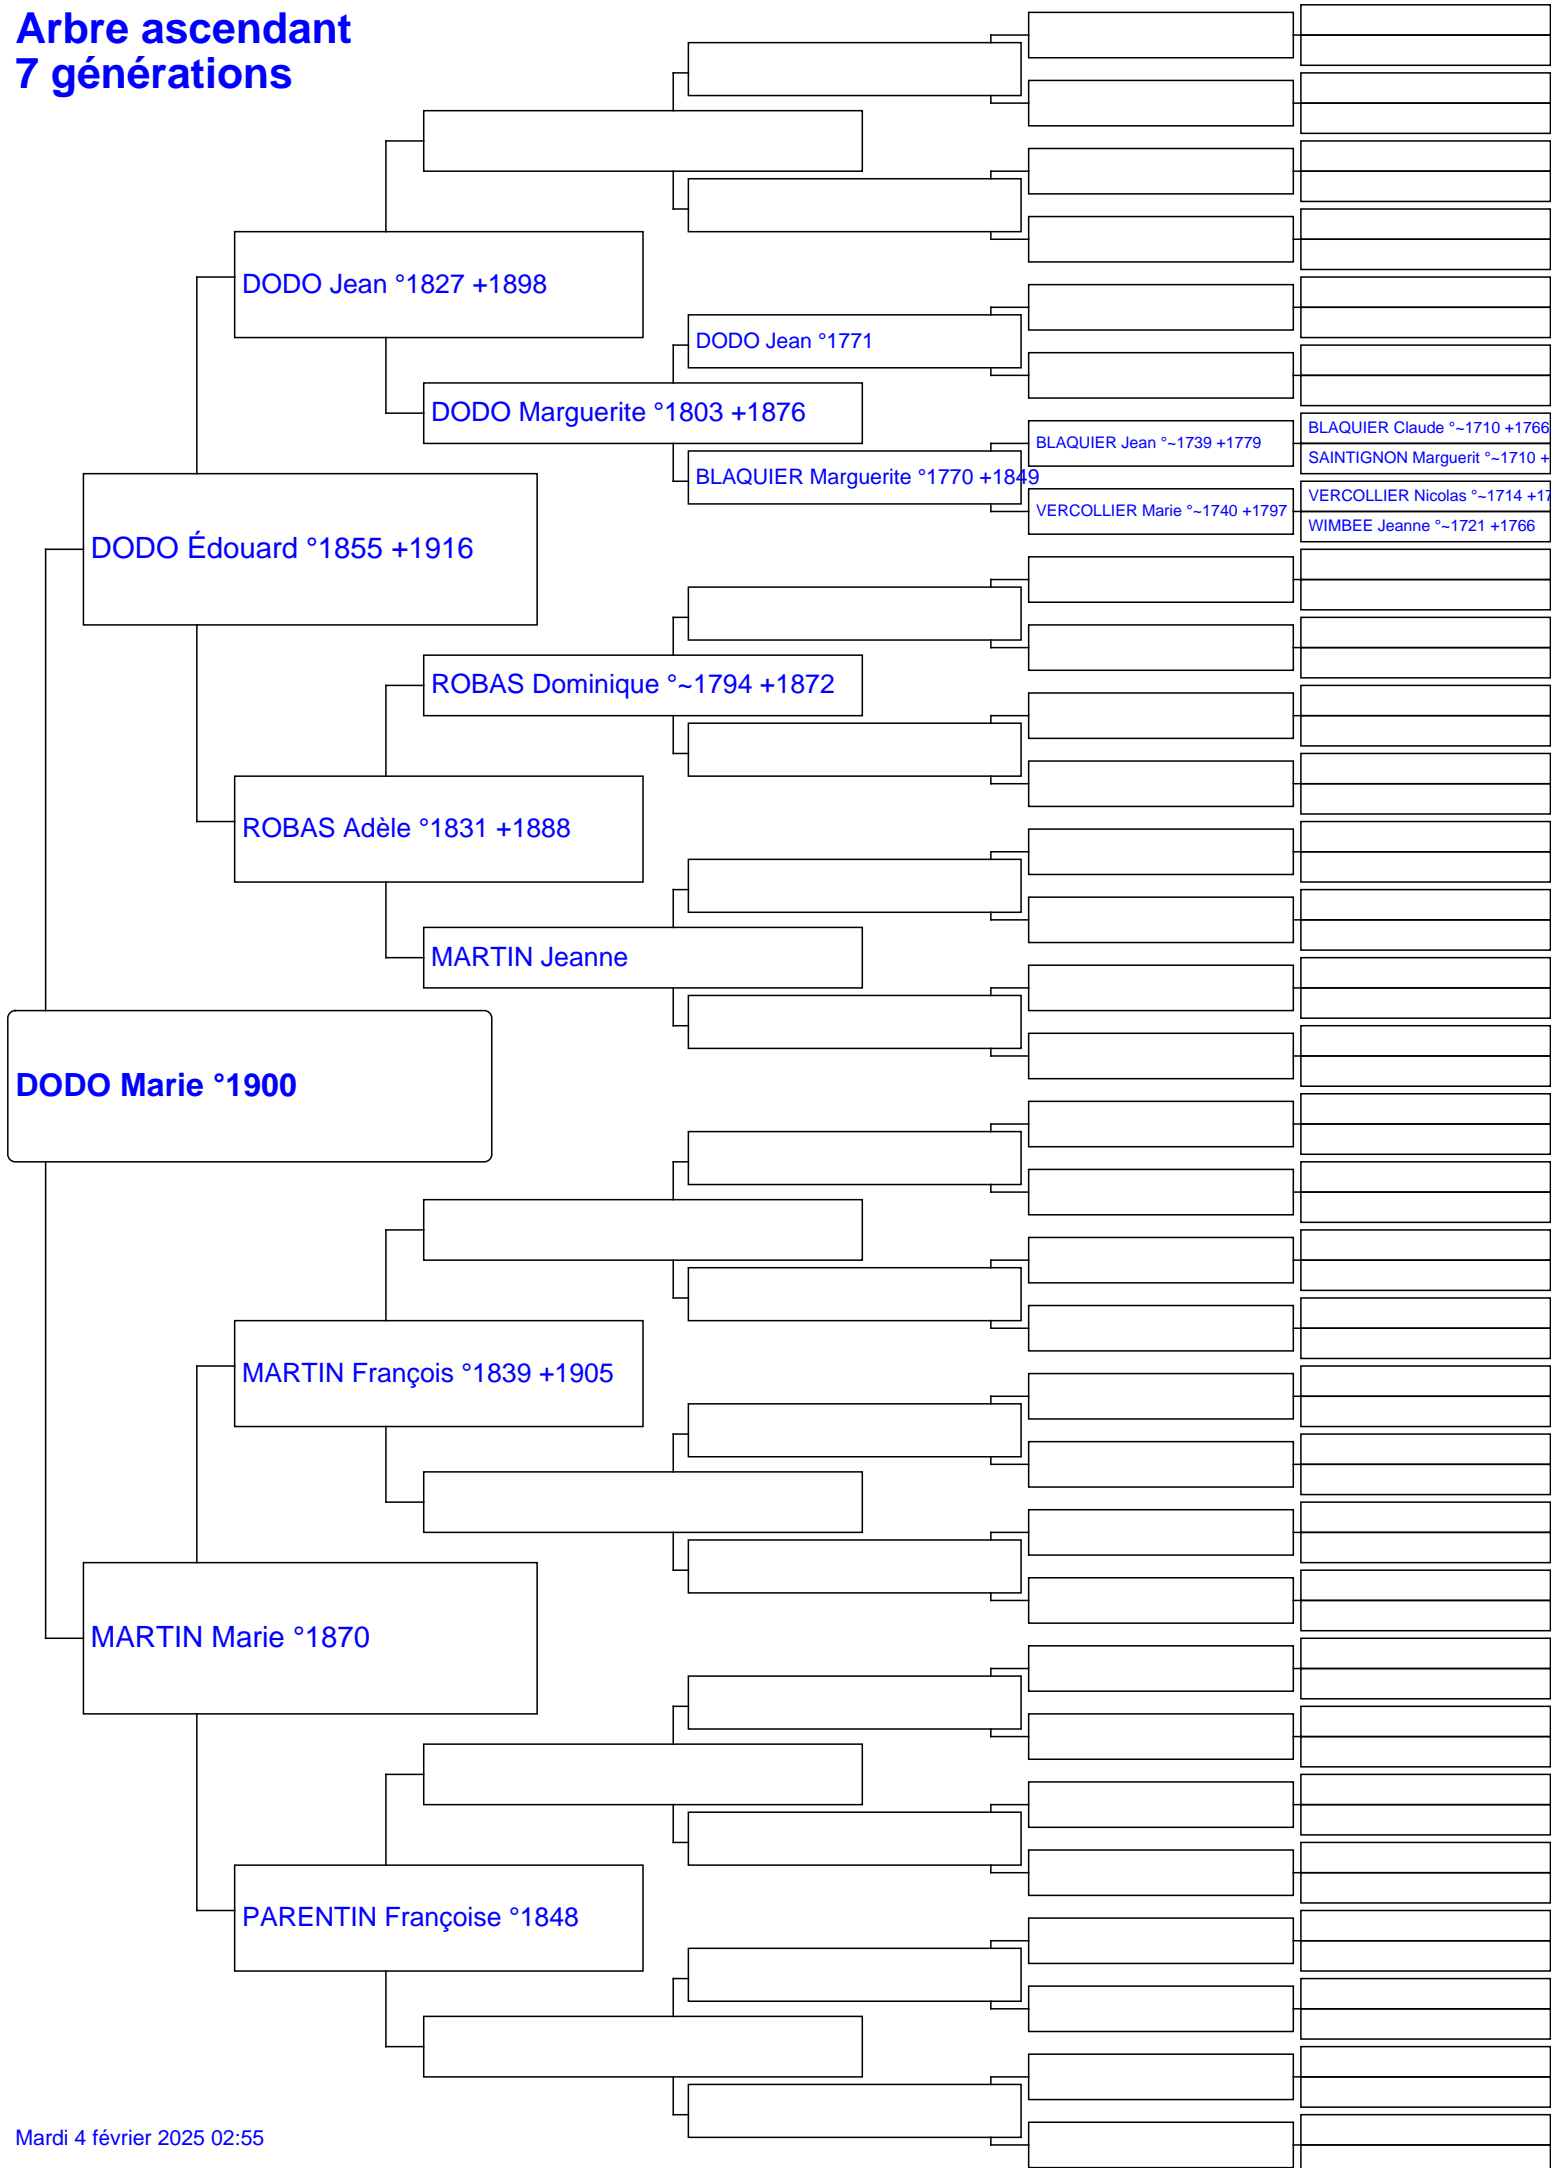 Arbre ascendant
7 générations
DODO Jean °1827 +1898
DODO Jean °1771
DODO Marguerite °1803 +1876
BLAQUIER Claude °~1710 +1766
BLAQUIER Jean °~1739 +1779
SAINTIGNON Marguerit °~1710 +
BLAQUIER Marguerite °1770 +1849
VERCOLLIER Nicolas °~1714 +17
VERCOLLIER Marie °~1740 +1797
WIMBEE Jeanne °~1721 +1766
DODO Édouard °1855 +1916
ROBAS Dominique °~1794 +1872
ROBAS Adèle °1831 +1888
MARTIN Jeanne
DODO Marie °1900
MARTIN François °1839 +1905
MARTIN Marie °1870
PARENTIN Françoise °1848
Mardi 4 février 2025 02:55